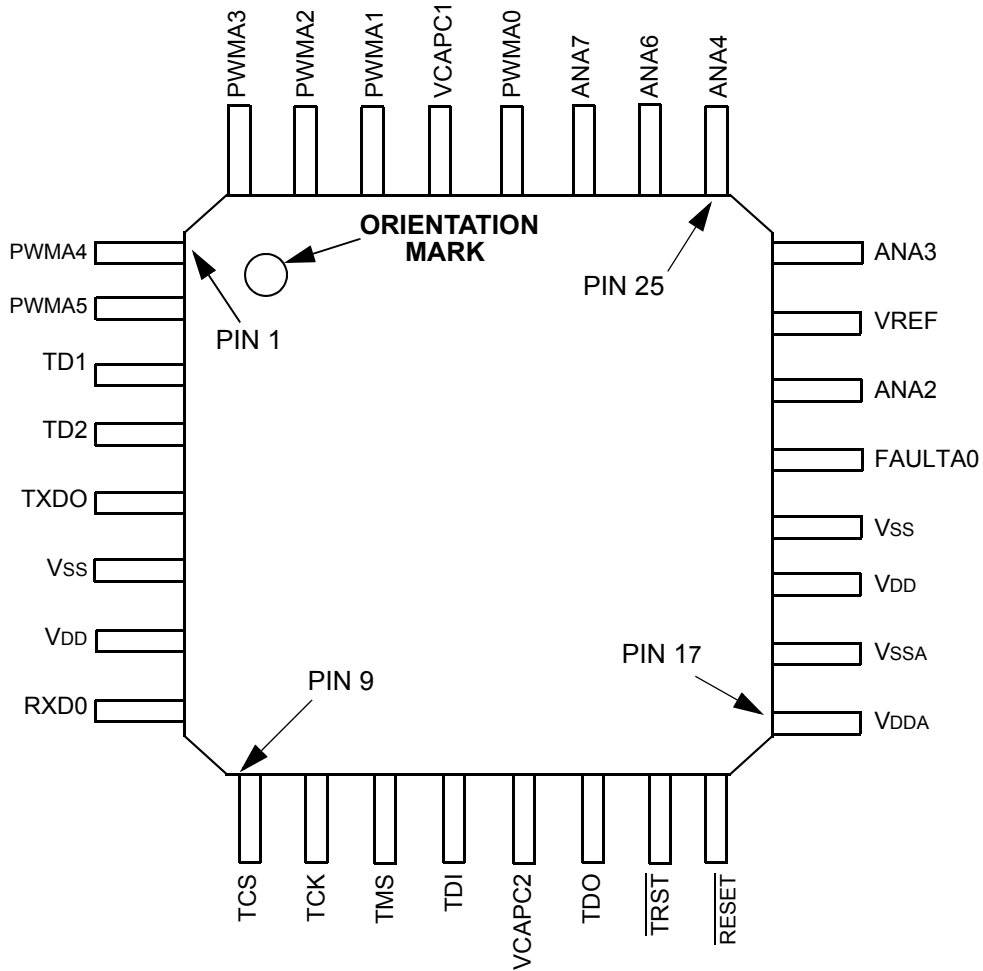 PWMA3
PWMA2
PWMA1
VCAPC1
PWMA0
ANA7
ANA6
ANA4
ORIENTATION
MARK
PIN 25
PIN 1
PWMA4
PWMA5
TD1
TD2
TXDO
VSS
VDD
RXD0
ANA3
VREF
ANA2
FAULTA0
VSS
VDD
VSSA
VDDA
PIN 17
PIN 9
TCS
TCK
TMS
TDI
VCAPC2
TDO
TRST
RESET